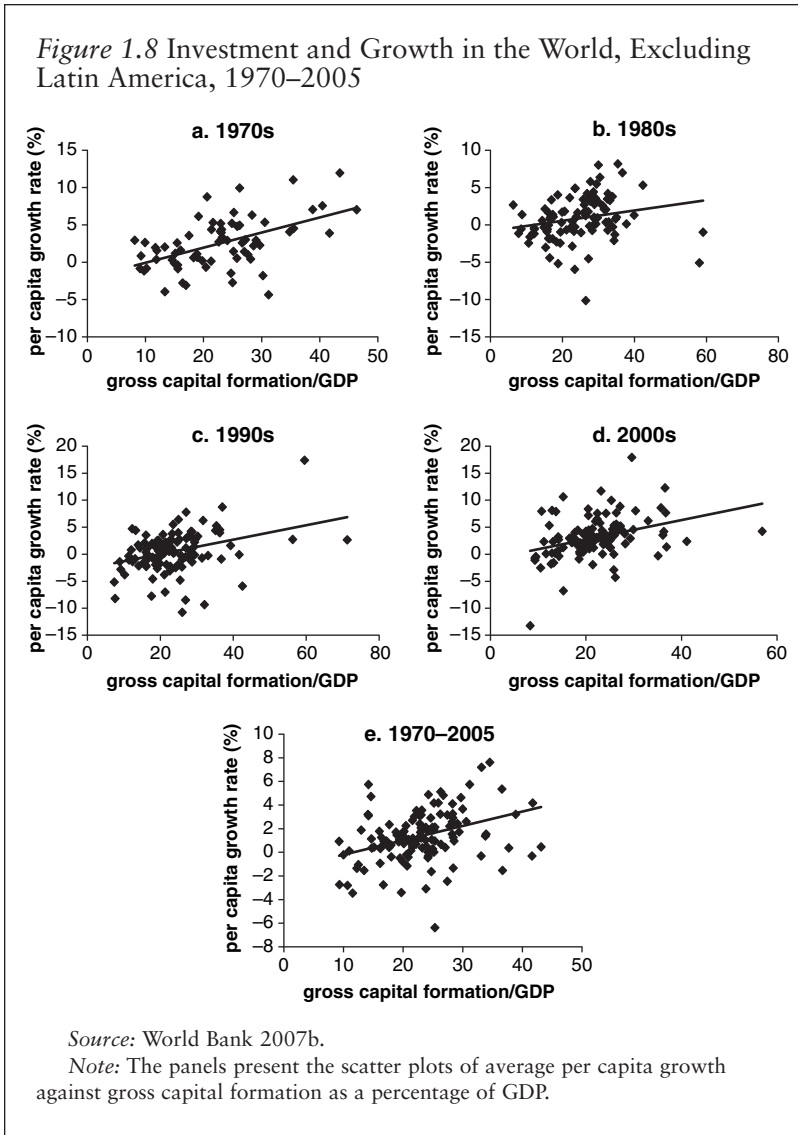 Figure 1.8 Investment and Growth in the World, Excluding
Latin America, 1970–2005
a. 1970s
per capita growth rate (%)
15
10
5
0
–5
–10
0 10 20 30 40 50
gross capital formation/GDP
b. 1980s
per capita growth rate (%)
10
5
0
–5
–10
–15
0 20 40 60 80
gross capital formation/GDP
c. 1990s
per capita growth rate (%)
20
15
10
5
0
–5
–10
–15
0 20 40 60 80
gross capital formation/GDP
d. 2000s
per capita growth rate (%)
20
15
10
5
0
–5
–10
–15
0 20 40 60
gross capital formation/GDP
e. 1970–2005
per capita growth rate (%)
10
8
6
4
2
0
–2
–4
–6
–8
0 10 20 30 40 50
gross capital formation/GDP
Source: World Bank 2007b.
Note: The panels present the scatter plots of average per capita growth
against gross capital formation as a percentage of GDP.